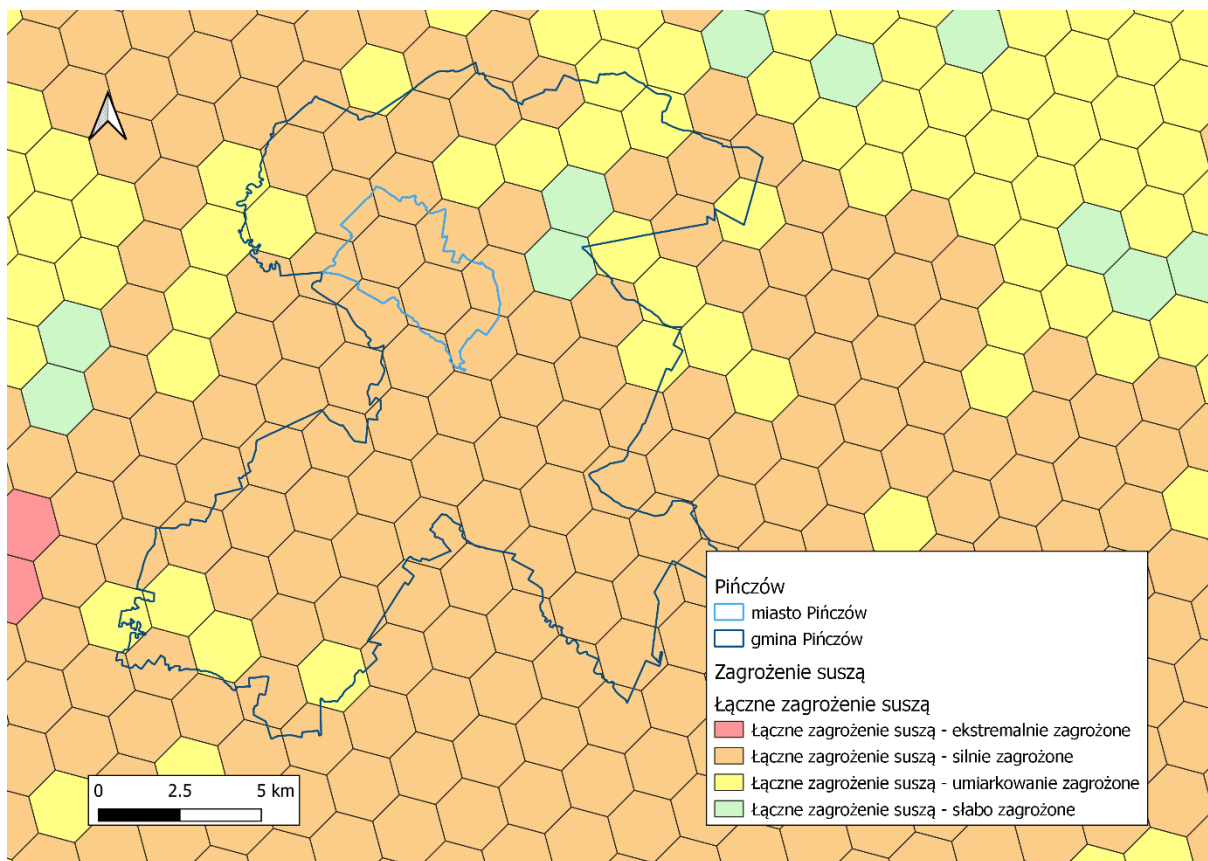 Pińczów
miasto Pińczów
gmina Pińczów
Zagrożenie suszą
Łączne zagrożenie suszą
Łączne zagrożenie suszą - ekstremalnie zagrożone
Łączne zagrożenie suszą - silnie zagrożone
Łączne zagrożenie suszą - umiarkowanie zagrożone
Łączne zagrożenie suszą - słabo zagrożone
0 2.5 5 km